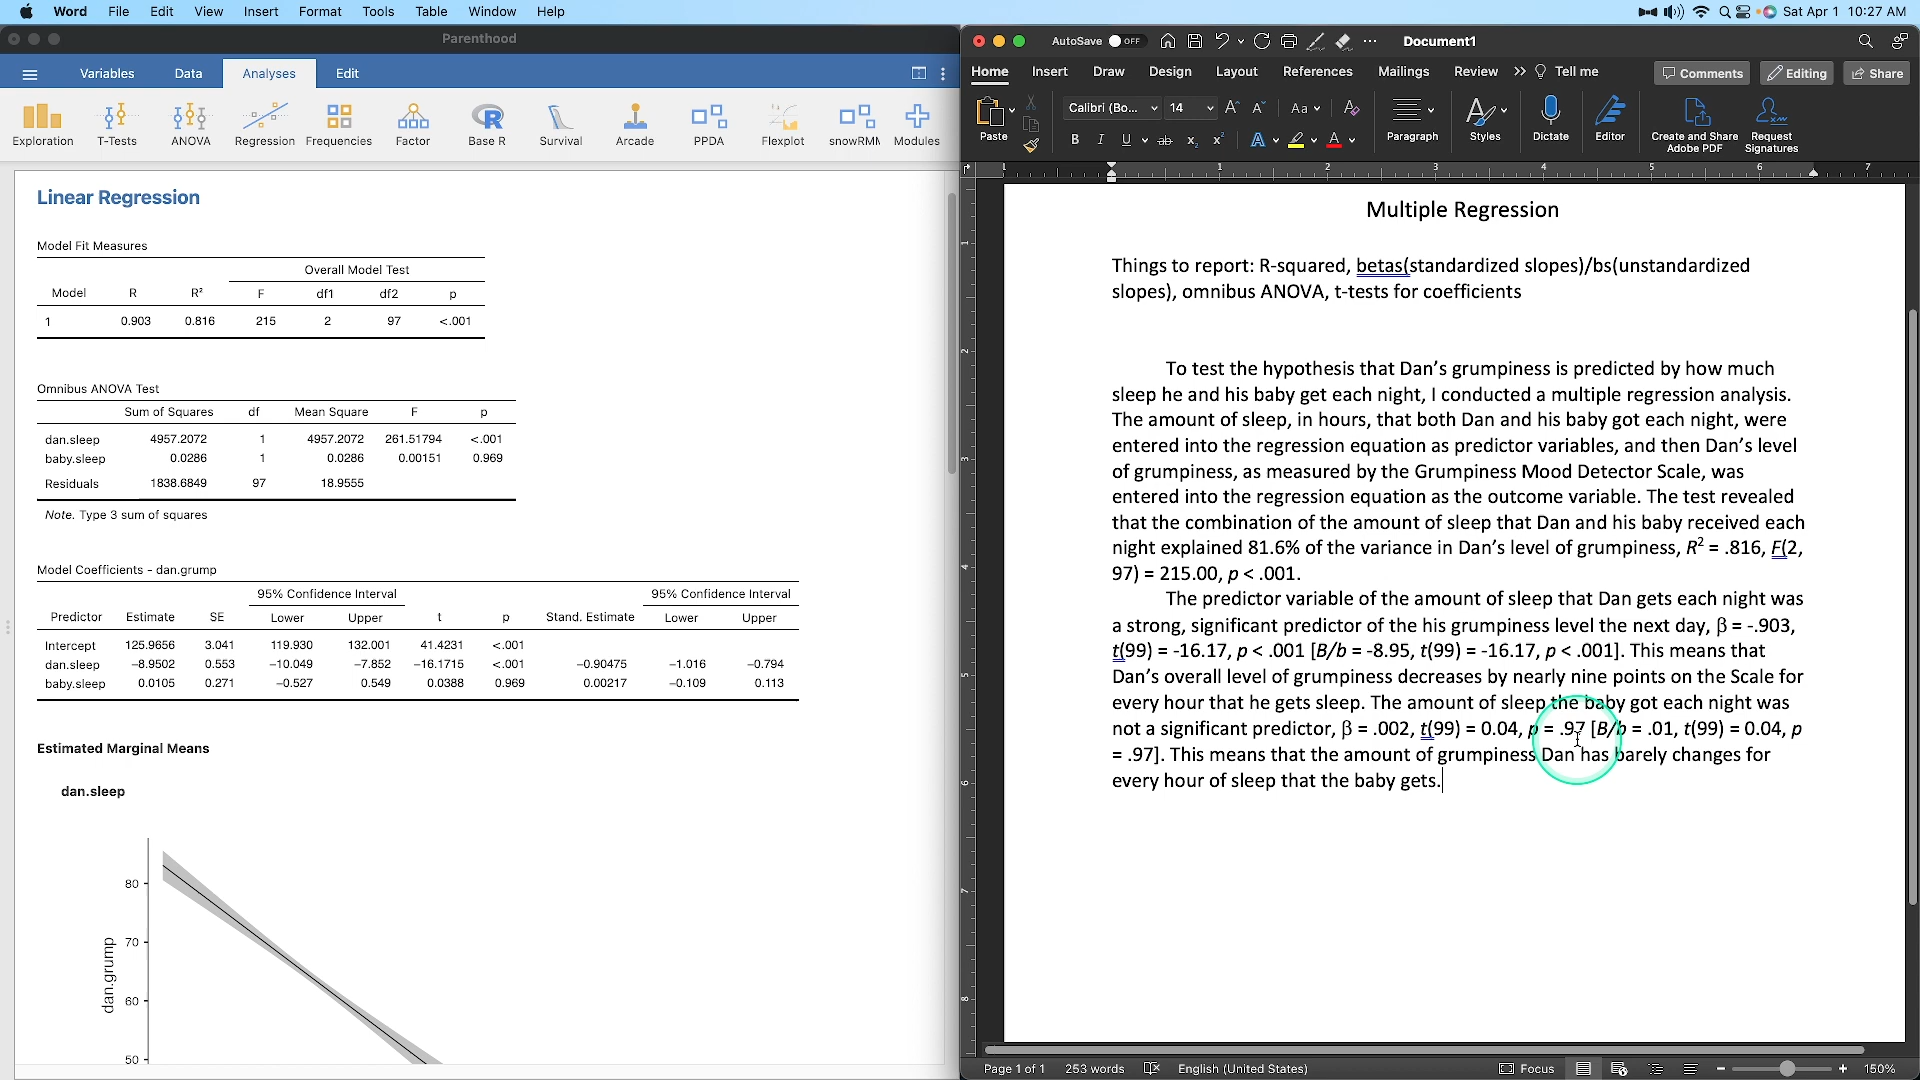 Word File Edit View Insert Format Tools Table Window Help Sat Apr 1 10:27 AM
Parenthood
Variables Data Analyses Edit
Exploration T-Tests ANOVA Regression Frequencies Factor Base R Survival Arcade PPDA Flexplot snowRMM Modules
Linear Regression
Model Fit Measures
Overall Model Test
Model R R² F df1 df2 p
1 0.903 0.816 215 2 97 <.001
Omnibus ANOVA Test
Sum of Squares df Mean Square F p
dan.sleep 4957.2072 1 4957.2072 261.51794 <.001
baby.sleep 0.0286 1 0.0286 0.00151 0.969
Residuals 1838.6849 97 18.9555
Note. Type 3 sum of squares
Model Coefficients - dan.grump
95% Confidence Interval 95% Confidence Interval
Predictor Estimate SE Lower Upper t p Stand. Estimate Lower Upper
Intercept 125.9656 3.041 119.930 132.001 41.4231 <.001
dan.sleep −8.9502 0.553 −10.049 −7.852 −16.1715 <.001 −0.90475 −1.016 −0.794
baby.sleep 0.0105 0.271 −0.527 0.549 0.0388 0.969 0.00217 −0.109 0.113
Estimated Marginal Means
dan.sleep
80
70
60
50
dan.grump
AutoSave OFF Document1
Home Insert Draw Design Layout References Mailings Review Tell me Comments Editing Share
Calibri (Bo... 14
Paste Paragraph Styles Dictate Editor Create and Share Adobe PDF Request Signatures
1 1 2 3 4 5 6 7
1
2
3
4
5
6
7
8
Multiple Regression
Things to report: R-squared, betas(standardized slopes)/bs(unstandardized
slopes), omnibus ANOVA, t-tests for coefficients
To test the hypothesis that Dan's grumpiness is predicted by how much
sleep he and his baby get each night, I conducted a multiple regression analysis.
The amount of sleep, in hours, that both Dan and his baby got each night, were
entered into the regression equation as predictor variables, and then Dan's level
of grumpiness, as measured by the Grumpiness Mood Detector Scale, was
entered into the regression equation as the outcome variable. The test revealed
that the combination of the amount of sleep that Dan and his baby received each
night explained 81.6% of the variance in Dan's level of grumpiness, R² = .816, F(2,
97) = 215.00, p < .001.
The predictor variable of the amount of sleep that Dan gets each night was
a strong, significant predictor of the his grumpiness level the next day, β = -.903,
t(99) = -16.17, p < .001 [B/b = -8.95, t(99) = -16.17, p < .001]. This means that
Dan's overall level of grumpiness decreases by nearly nine points on the Scale for
every hour that he gets sleep. The amount of sleep the baby got each night was
not a significant predictor, β = .002, t(99) = 0.04, p = .97 [B/b = .01, t(99) = 0.04, p
= .97]. This means that the amount of grumpiness Dan has barely changes for
every hour of sleep that the baby gets.
Page 1 of 1 253 words English (United States) Focus 150%